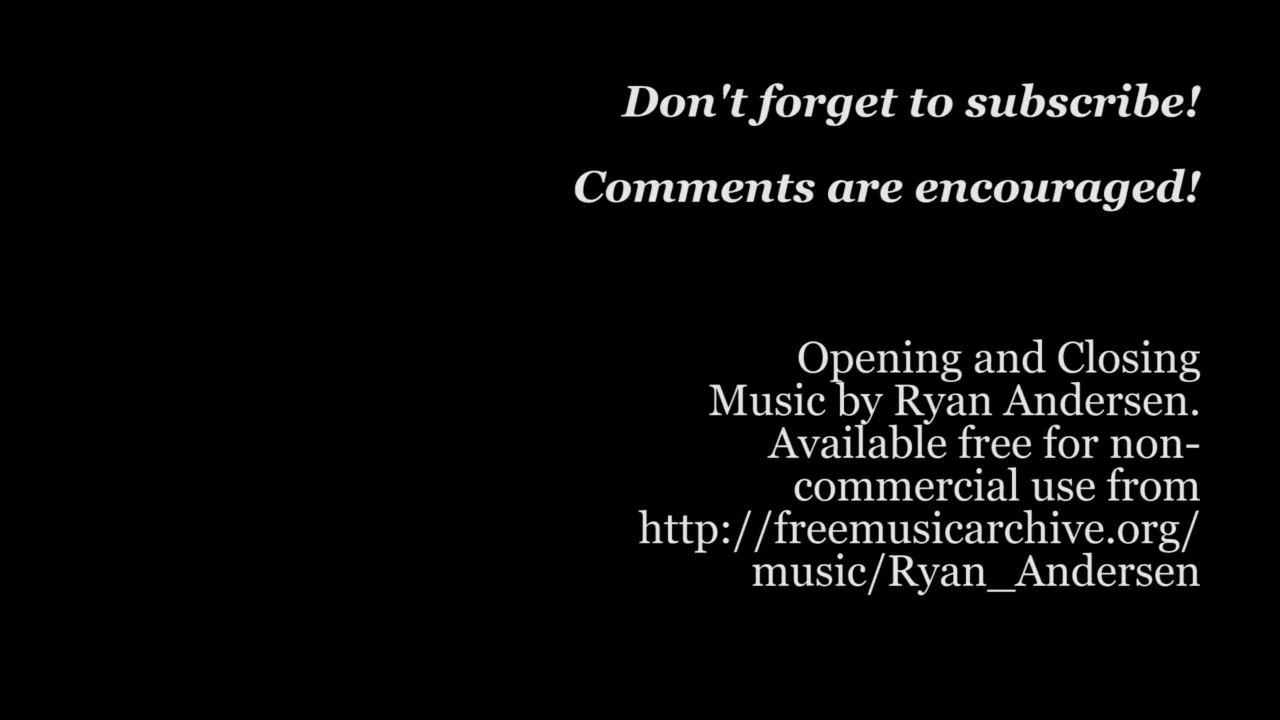 Don't forget to subscribe!
Comments are encouraged!
Opening and Closing
Music by Ryan Andersen.
Available free for non-
commercial use from
http://freemusicarchive.org/
music/Ryan_Andersen